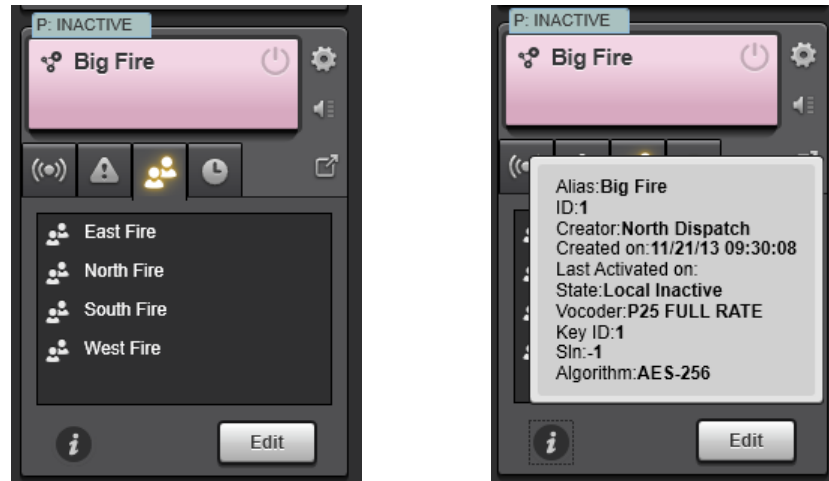 P: INACTIVE
Big Fire
East Fire
North Fire
South Fire
West Fire
i
Edit
P: INACTIVE
Big Fire
Alias:Big Fire
ID:1
Creator:North Dispatch
Created on:11/21/13 09:30:08
Last Activated on:
State:Local Inactive
Vocoder:P25 FULL RATE
Key ID:1
Sln:-1
Algorithm:AES-256
i
Edit